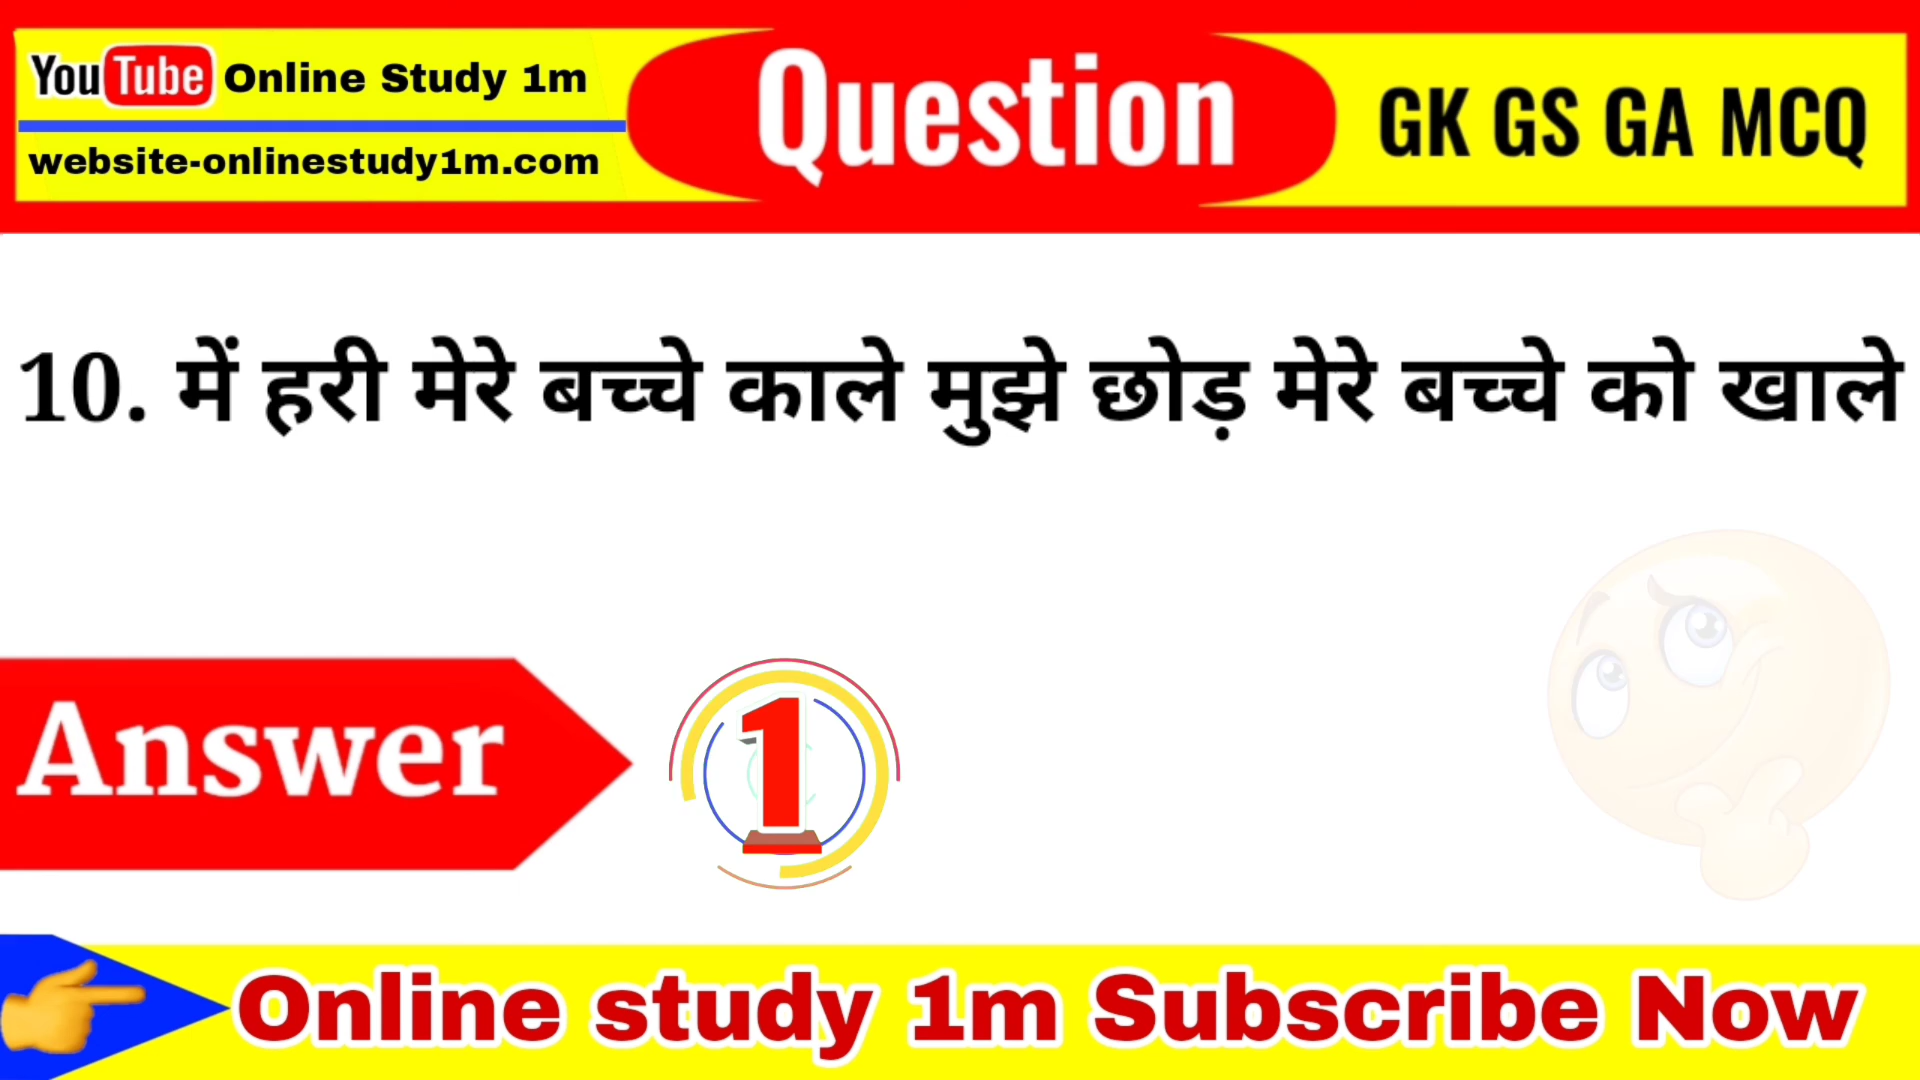 YouTube Online Study 1m
website-onlinestudy1m.com
Question
GK GS GA MCQ
10. में हरी मेरे बच्चे काले मुझे छोड़ मेरे बच्चे को खाले
Answer
1
Online study 1m Subscribe Now